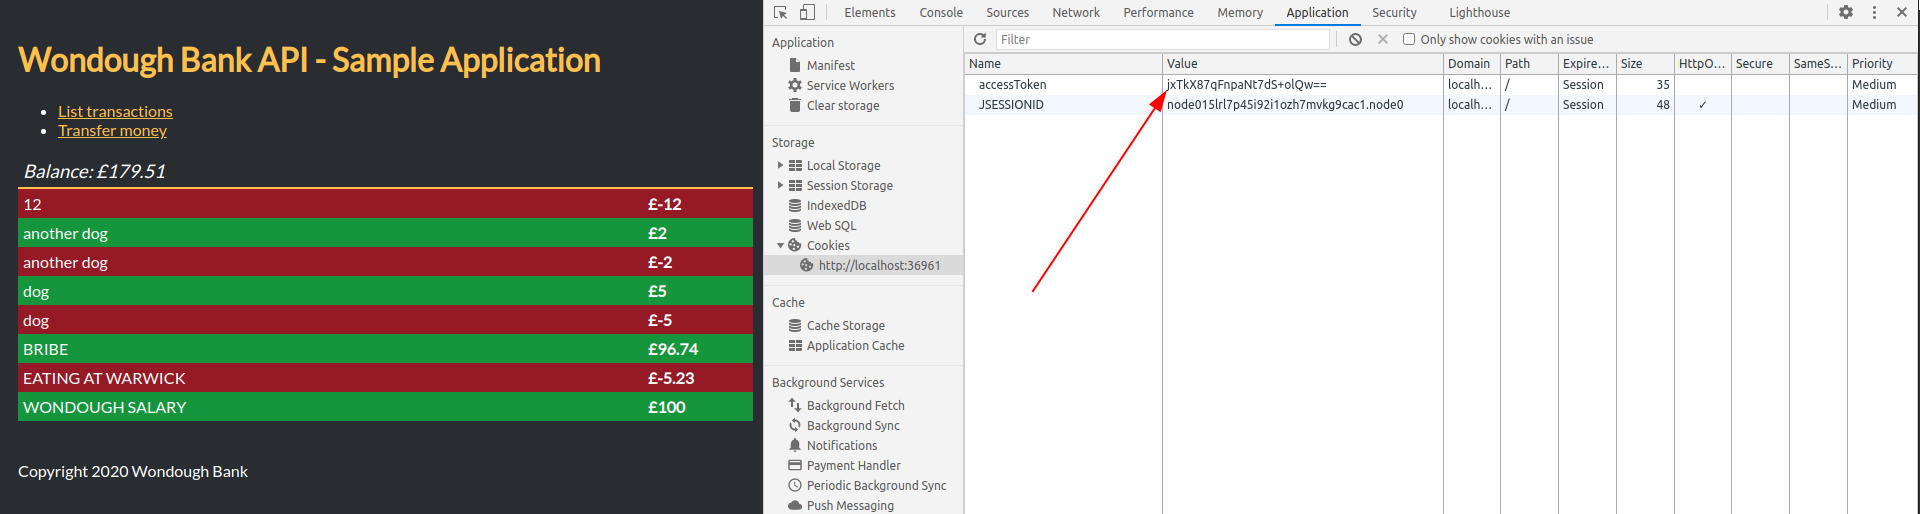 Wondough Bank API - Sample Application
List transactions
Transfer money
Balance: £179.51
12 £-12
another dog £2
another dog £-2
dog £5
dog £-5
BRIBE £96.74
EATING AT WARWICK £-5.23
WONDOUGH SALARY £100
Copyright 2020 Wondough Bank
Elements Console Sources Network Performance Memory Application Security Lighthouse
Application
Manifest
Service Workers
Clear storage
Storage
Local Storage
Session Storage
IndexedDB
Web SQL
Cookies
http://localhost:36961
Cache
Cache Storage
Application Cache
Background Services
Background Fetch
Background Sync
Notifications
Payment Handler
Periodic Background Sync
Push Messaging
Filter Only show cookies with an issue
Name Value Domain Path Expire... Size HttpO... Secure SameS... Priority
accessToken jxTkX87qFnpaNt7dS+olQw== localh... / Session 35 Medium
JSESSIONID node015lrl7p45i92i1ozh7mvkg9cac1.node0 localh... / Session 48 ✓ Medium